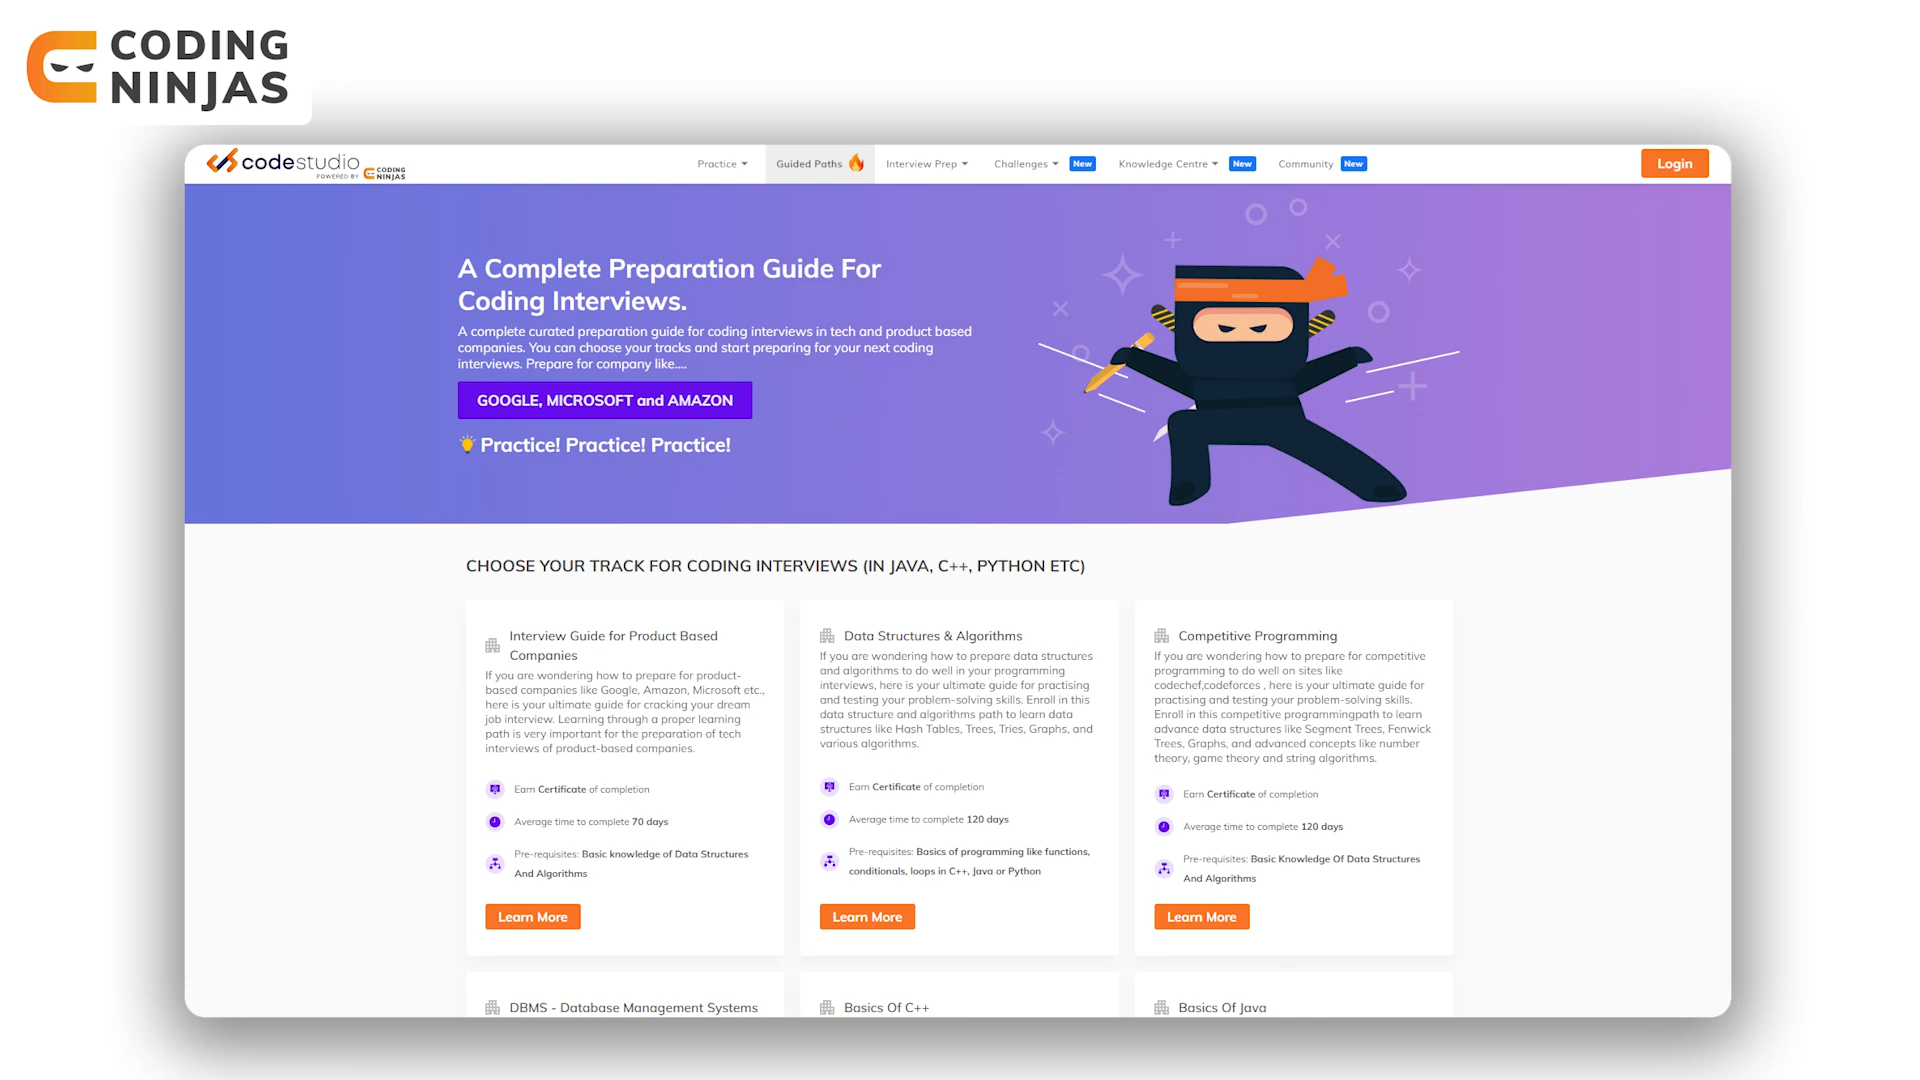 CODING
NINJAS
codestudio
POWERED BY CODING NINJAS
Practice
Guided Paths
Interview Prep
Challenges New
Knowledge Centre New
Community New
Login
A Complete Preparation Guide For
Coding Interviews.
A complete curated preparation guide for coding interviews in tech and product based
companies. You can choose your tracks and start preparing for your next coding
interviews. Prepare for company like....
GOOGLE, MICROSOFT and AMAZON
Practice! Practice! Practice!
CHOOSE YOUR TRACK FOR CODING INTERVIEWS (IN JAVA, C++, PYTHON ETC)
Interview Guide for Product Based
Companies
If you are wondering how to prepare for product-
based companies like Google, Amazon, Microsoft etc.,
here is your ultimate guide for cracking your dream
job interview. Learning through a proper learning
path is very important for the preparation of tech
interviews of product-based companies.
Earn Certificate of completion
Average time to complete 70 days
Pre-requisites: Basic knowledge of Data Structures
And Algorithms
Learn More
Data Structures & Algorithms
If you are wondering how to prepare data structures
and algorithms to do well in your programming
interviews, here is your ultimate guide for practising
and testing your problem-solving skills. Enroll in this
data structure and algorithms path to learn data
structures like Hash Tables, Trees, Tries, Graphs, and
various algorithms.
Earn Certificate of completion
Average time to complete 120 days
Pre-requisites: Basics of programming like functions,
conditionals, loops in C++, Java or Python
Learn More
Competitive Programming
If you are wondering how to prepare for competitive
programming to do well on sites like
codechef,codeforces , here is your ultimate guide for
practising and testing your problem-solving skills.
Enroll in this competitive programmingpath to learn
advance data structures like Segment Trees, Fenwick
Trees, Graphs, and advanced concepts like number
theory, game theory and string algorithms.
Earn Certificate of completion
Average time to complete 120 days
Pre-requisites: Basic Knowledge Of Data Structures
And Algorithms
Learn More
DBMS - Database Management Systems
Basics Of C++
Basics Of Java